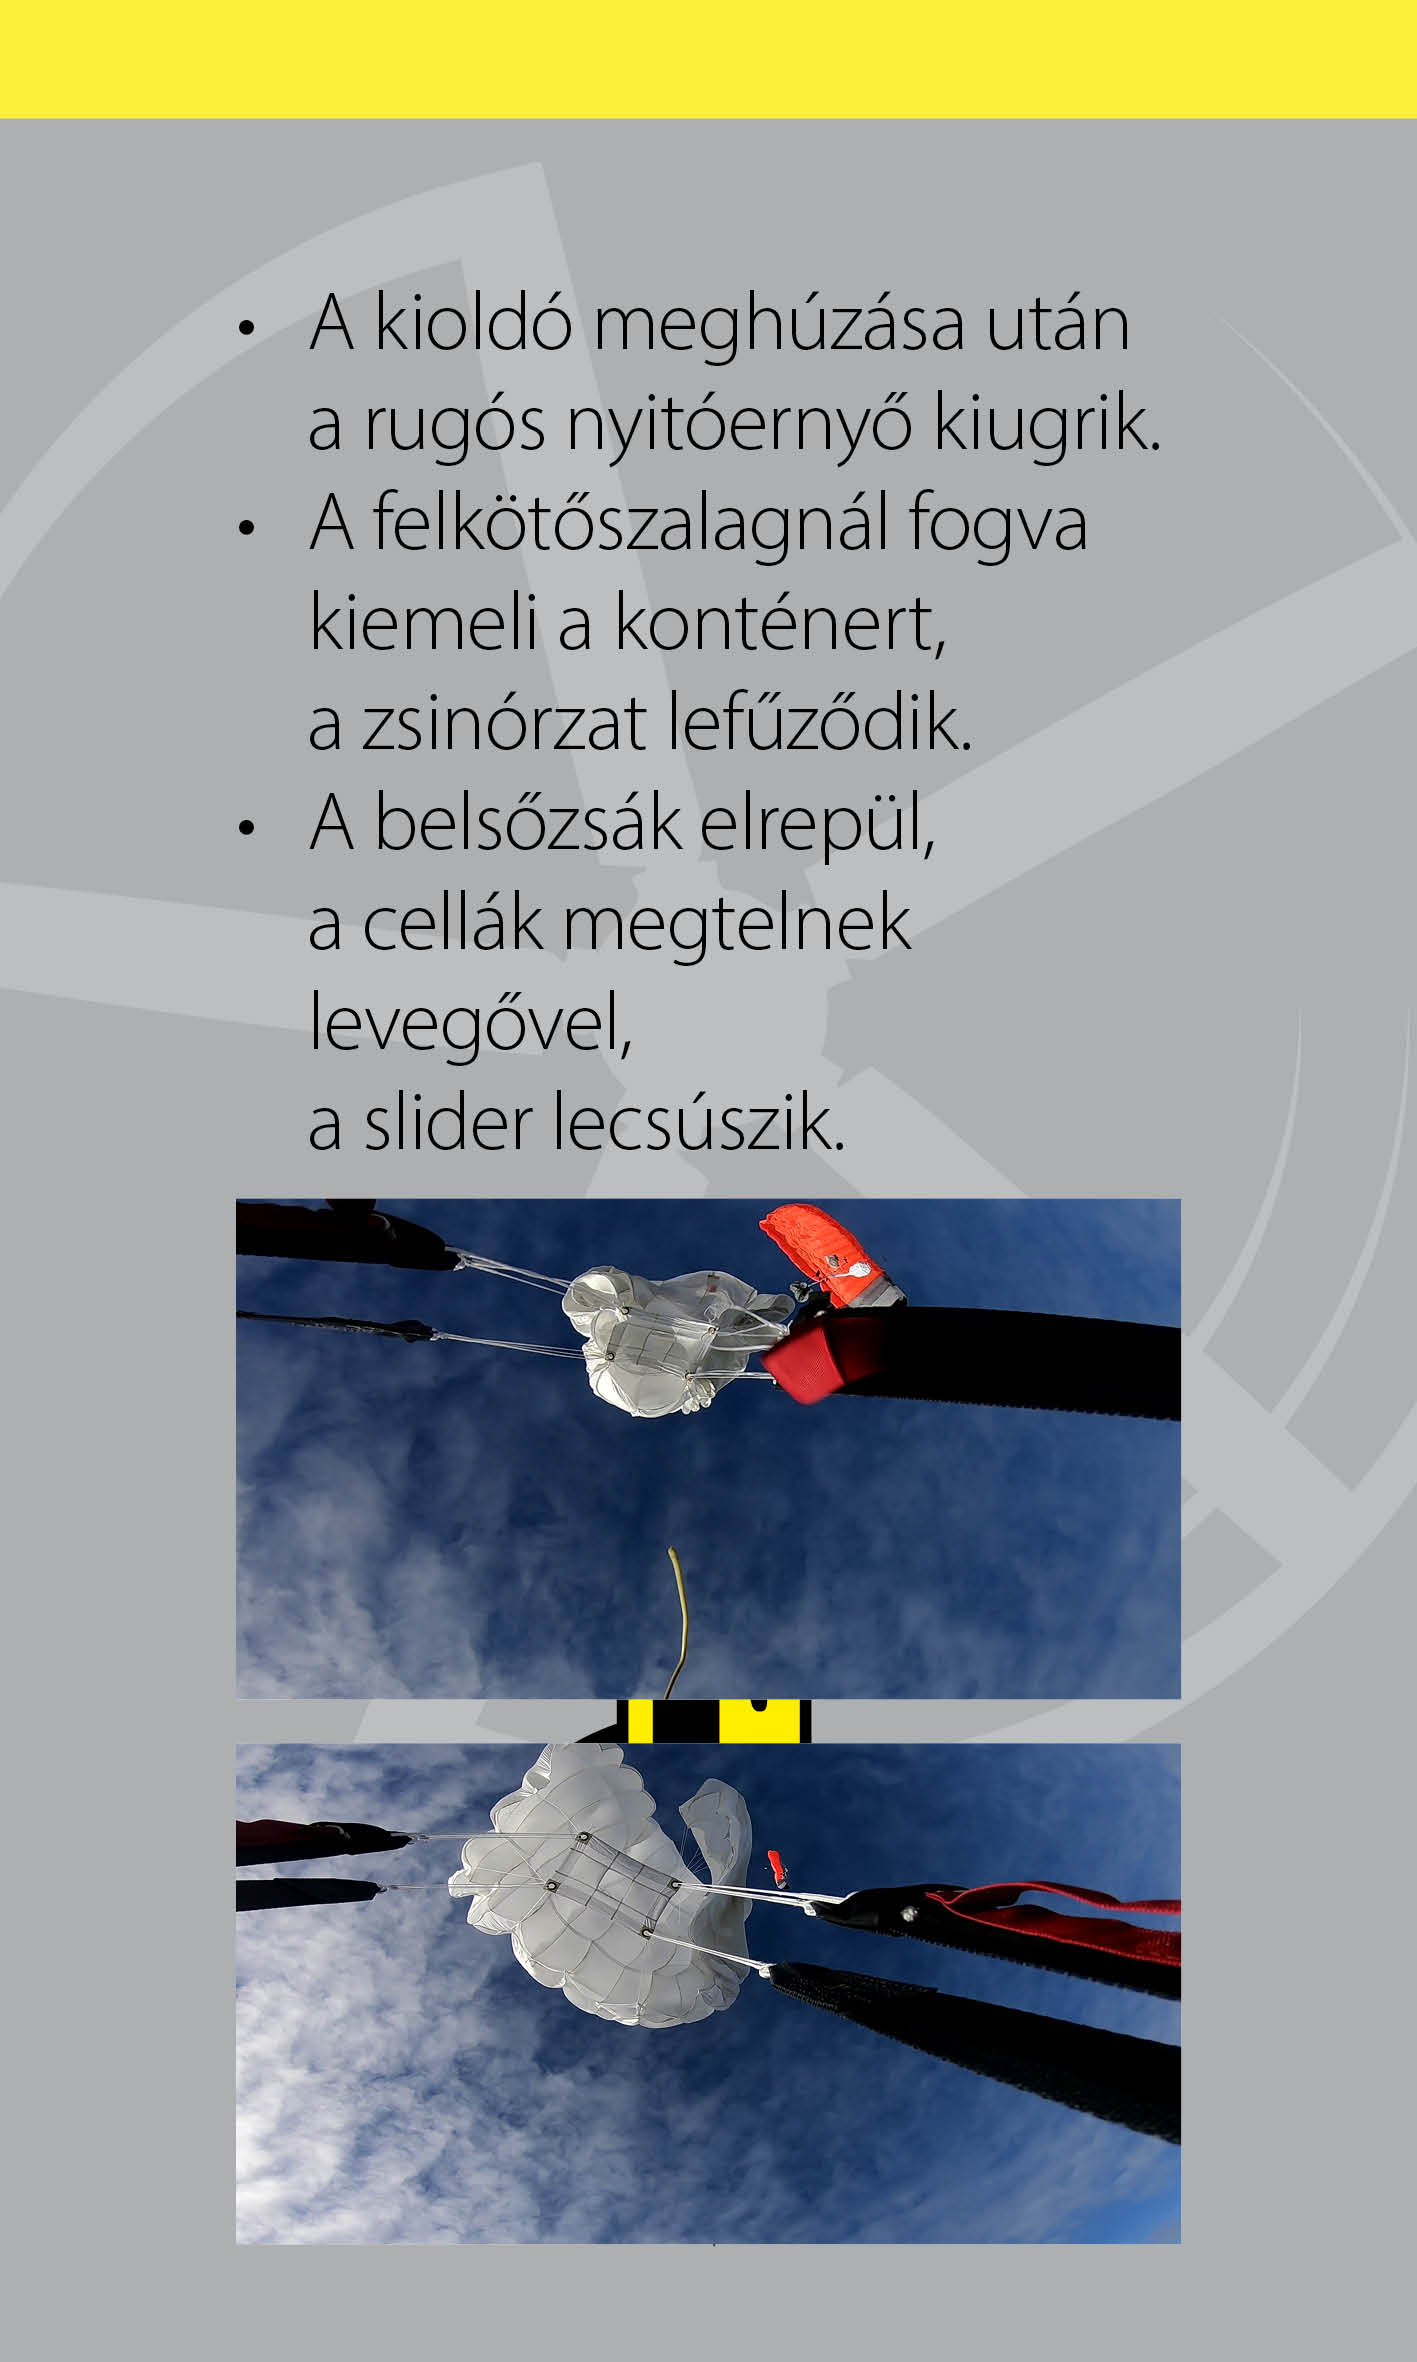 • A kioldó meghúzása után
a rugós nyitóernyő kiugrik.
• A felkötőszalagnál fogva
kiemeli a konténert,
a zsinórzat lefűződik.
• A belsőzsák elrepül,
a cellák megtelnek
levegővel,
a slider lecsúszik.